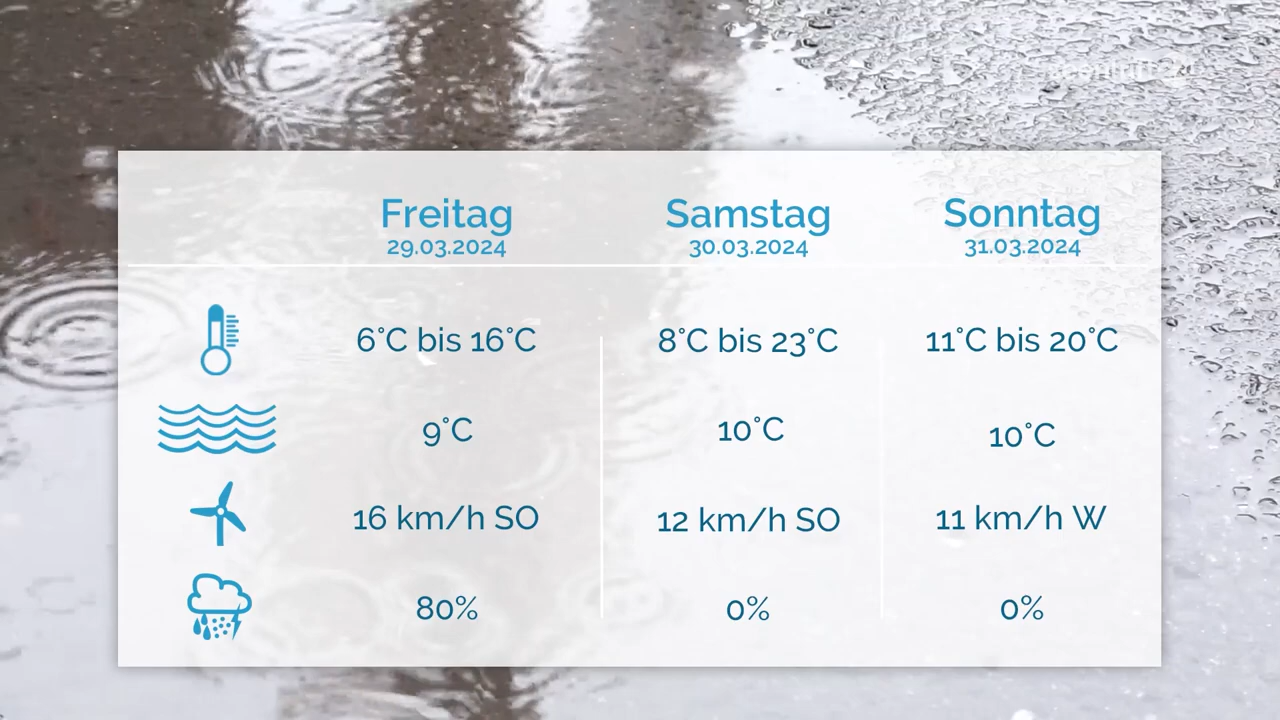 Freitag Samstag Sonntag
29.03.2024 30.03.2024 31.03.2024
6°C bis 16°C 8°C bis 23°C 11°C bis 20°C
9°C 10°C 10°C
16 km/h SO 12 km/h SO 11 km/h W
80% 0% 0%